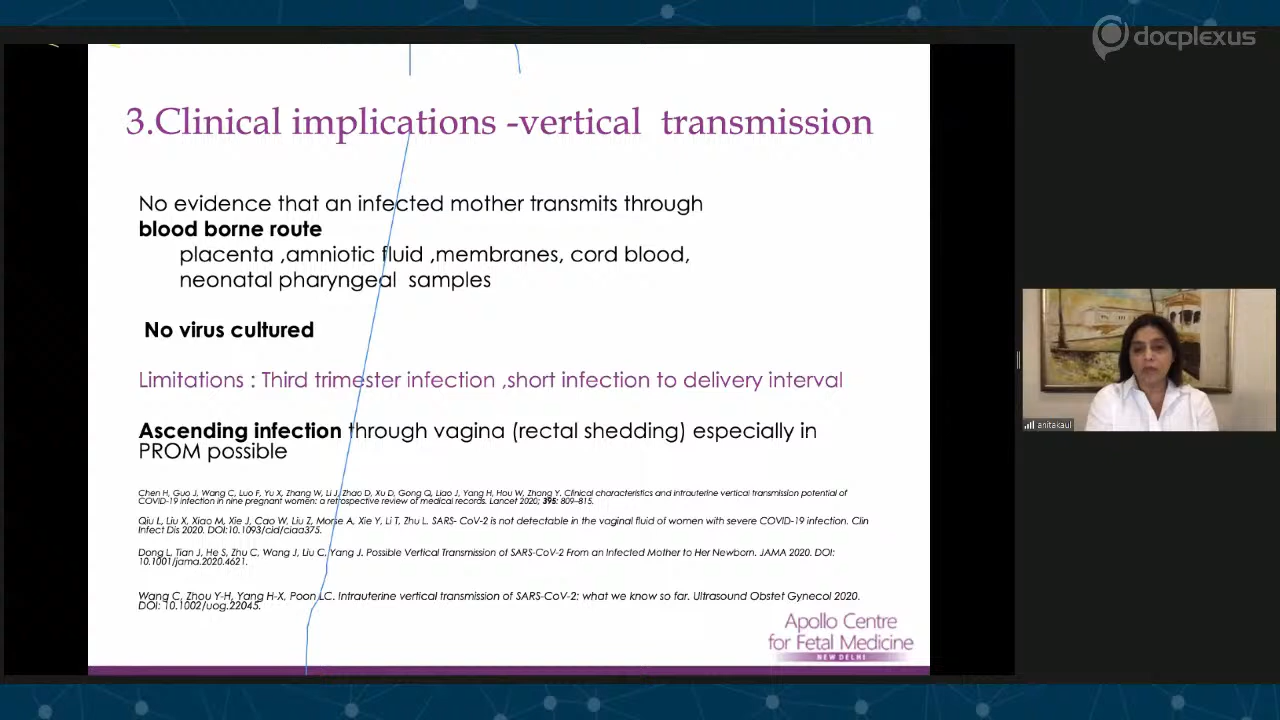 docplexus
3.Clinical implications -vertical transmission
No evidence that an infected mother transmits through
blood borne route
placenta ,amniotic fluid ,membranes, cord blood,
neonatal pharyngeal samples
No virus cultured
Limitations : Third trimester infection ,short infection to delivery interval
Ascending infection through vagina (rectal shedding) especially in
PROM possible
Chen H, Guo J, Wang C, Luo F, Yu X, Zhang W, Li J, Zhao D, Xu D, Gong Q, Liao J, Yang H, Hou W, Zhang Y. Clinical characteristics and intrauterine vertical transmission potential of
COVID-19 infection in nine pregnant women: a retrospective review of medical records. Lancet 2020; 395: 809–815.
Qiu L, Liu X, Xiao M, Xie J, Cao W, Liu Z, Morse A, Xie Y, Li T, Zhu L. SARS- CoV-2 is not detectable in the vaginal fluid of women with severe COVID-19 infection. Clin
Infect Dis 2020. DOI:10.1093/cid/ciaa375.
Dong L, Tian J, He S, Zhu C, Wang J, Liu C, Yang J. Possible Vertical Transmission of SARS-CoV-2 From an Infected Mother to Her Newborn. JAMA 2020. DOI:
10.1001/jama.2020.4621.
Wang C, Zhou Y-H, Yang H-X, Poon LC. Intrauterine vertical transmission of SARS-CoV-2: what we know so far. Ultrasound Obstet Gynecol 2020.
DOI: 10.1002/uog.22045.
Apollo Centre
for Fetal Medicine
NEW DELHI
anitakaul